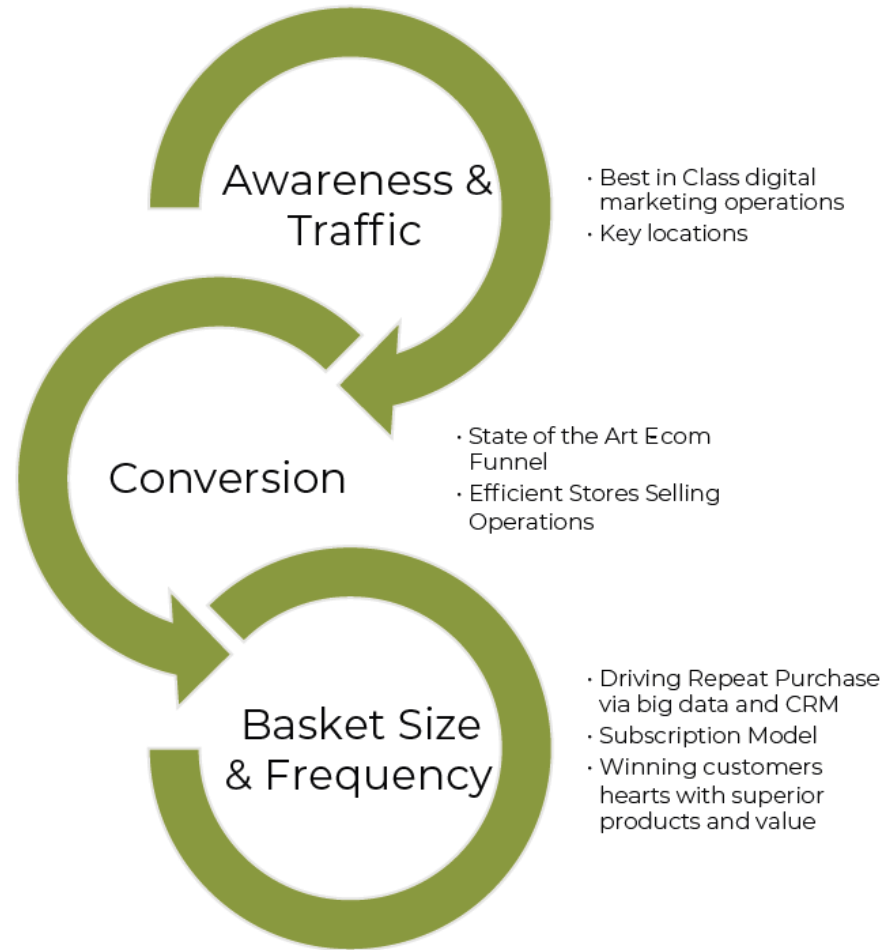 Awareness &
Traffic
· Best in Class digital
marketing operations
· Key locations
Conversion
· State of the Art Ecom
Funnel
· Efficient Stores Selling
Operations
Basket Size
& Frequency
· Driving Repeat Purchase
via big data and CRM
· Subscription Model
· Winning customers
hearts with superior
products and value